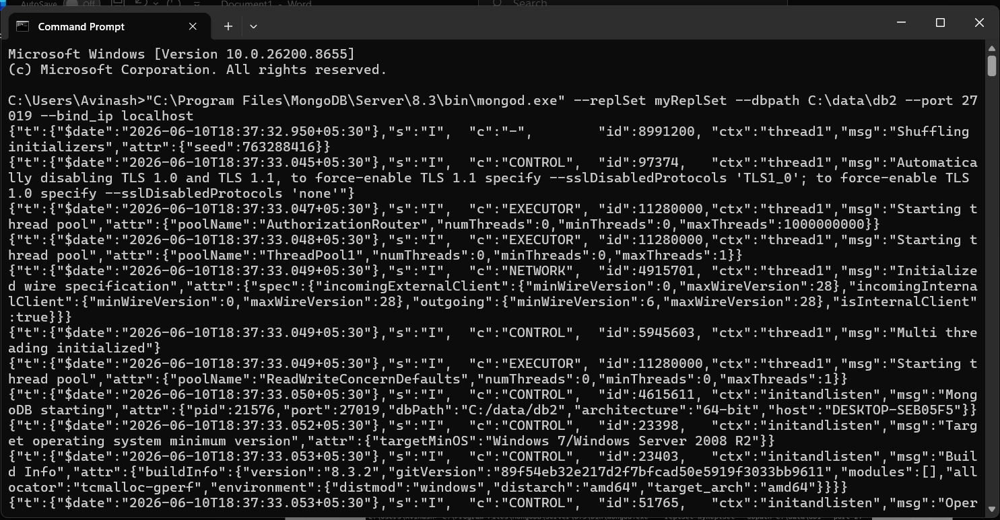 AutoSave Off Document1 - Word Search
Command Prompt
Microsoft Windows [Version 10.0.26200.8655]
(c) Microsoft Corporation. All rights reserved.
C:\Users\Avinash>"C:\Program Files\MongoDB\Server\8.3\bin\mongod.exe" --replSet myReplSet --dbpath C:\data\db2 --port 27
019 --bind_ip localhost
{"t":{"$date":"2026-06-10T18:37:32.950+05:30"},"s":"I",  "c":"-",        "id":8991200, "ctx":"thread1","msg":"Shuffling
initializers","attr":{"seed":763288416}}
{"t":{"$date":"2026-06-10T18:37:33.045+05:30"},"s":"I",  "c":"CONTROL",  "id":97374,   "ctx":"thread1","msg":"Automatica
lly disabling TLS 1.0 and TLS 1.1, to force-enable TLS 1.1 specify --sslDisabledProtocols 'TLS1_0'; to force-enable TLS
1.0 specify --sslDisabledProtocols 'none'"}
{"t":{"$date":"2026-06-10T18:37:33.047+05:30"},"s":"I",  "c":"EXECUTOR", "id":11280000,"ctx":"thread1","msg":"Starting t
hread pool","attr":{"poolName":"AuthorizationRouter","numThreads":0,"minThreads":0,"maxThreads":1000000000}}
{"t":{"$date":"2026-06-10T18:37:33.048+05:30"},"s":"I",  "c":"EXECUTOR", "id":11280000,"ctx":"thread1","msg":"Starting t
hread pool","attr":{"poolName":"ThreadPool1","numThreads":0,"minThreads":0,"maxThreads":1}}
{"t":{"$date":"2026-06-10T18:37:33.049+05:30"},"s":"I",  "c":"NETWORK",  "id":4915701, "ctx":"thread1","msg":"Initialize
d wire specification","attr":{"spec":{"incomingExternalClient":{"minWireVersion":0,"maxWireVersion":28},"incomingInterna
lClient":{"minWireVersion":0,"maxWireVersion":28},"outgoing":{"minWireVersion":6,"maxWireVersion":28},"isInternalClient"
:true}}}
{"t":{"$date":"2026-06-10T18:37:33.049+05:30"},"s":"I",  "c":"CONTROL",  "id":5945603, "ctx":"thread1","msg":"Multi thre
ading initialized"}
{"t":{"$date":"2026-06-10T18:37:33.049+05:30"},"s":"I",  "c":"EXECUTOR", "id":11280000,"ctx":"thread1","msg":"Starting t
hread pool","attr":{"poolName":"ReadWriteConcernDefaults","numThreads":0,"minThreads":0,"maxThreads":1}}
{"t":{"$date":"2026-06-10T18:37:33.050+05:30"},"s":"I",  "c":"CONTROL",  "id":4615611, "ctx":"initandlisten","msg":"Mong
oDB starting","attr":{"pid":21576,"port":27019,"dbPath":"C:/data/db2","architecture":"64-bit","host":"DESKTOP-SEB05F5"}}
{"t":{"$date":"2026-06-10T18:37:33.052+05:30"},"s":"I",  "c":"CONTROL",  "id":23398,   "ctx":"initandlisten","msg":"Targ
et operating system minimum version","attr":{"targetMinOS":"Windows 7/Windows Server 2008 R2"}}
{"t":{"$date":"2026-06-10T18:37:33.053+05:30"},"s":"I",  "c":"CONTROL",  "id":23403,   "ctx":"initandlisten","msg":"Buil
d Info","attr":{"buildInfo":{"version":"8.3.2","gitVersion":"89f54eb32e217d2f7bfcad50e5919f3033bb9611","modules":[],"all
ocator":"tcmalloc-gperf","environment":{"distmod":"windows","distarch":"amd64","target_arch":"amd64"}}}}
{"t":{"$date":"2026-06-10T18:37:33.053+05:30"},"s":"I",  "c":"CONTROL",  "id":51765,   "ctx":"initandlisten","msg":"Oper